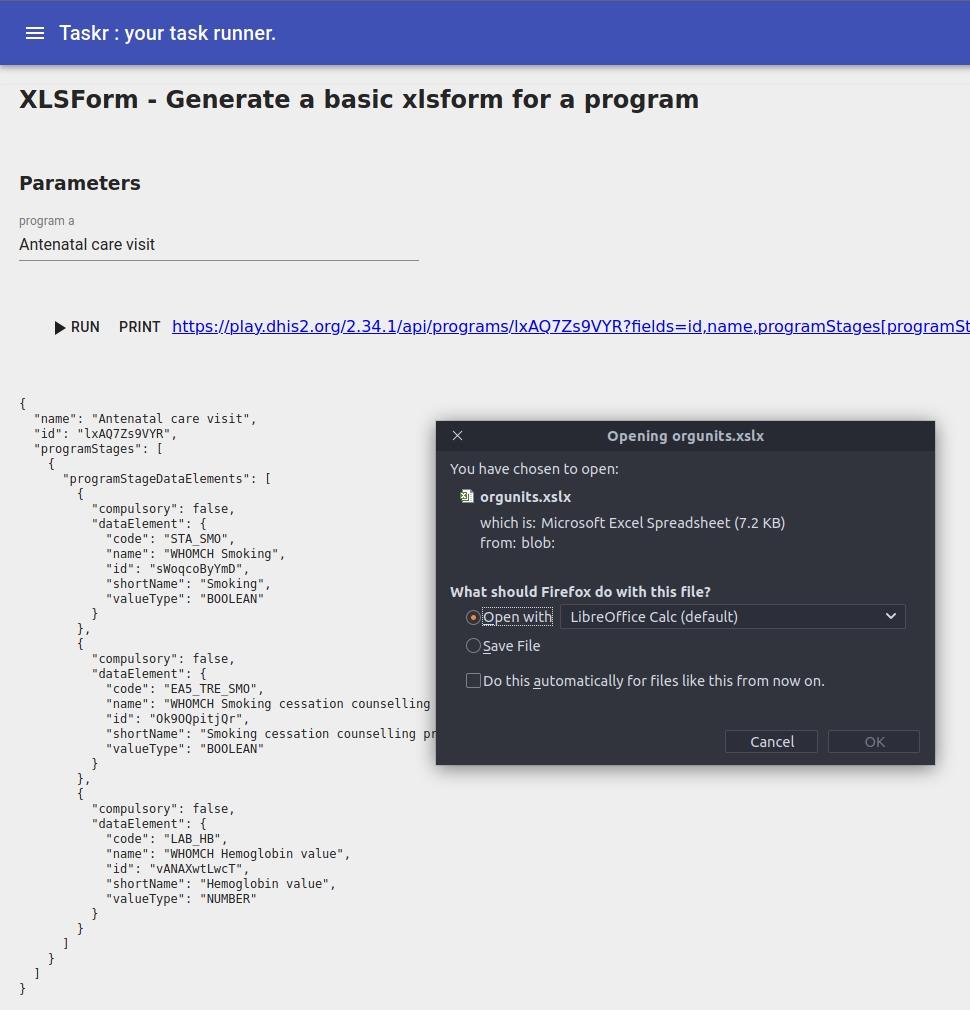 Taskr : your task runner.
XLSForm - Generate a basic xlsform for a program
Parameters
program a
Antenatal care visit
RUN PRINT https://play.dhis2.org/2.34.1/api/programs/lxAQ7Zs9VYR?fields=id,name,programStages[programSt
{
"name": "Antenatal care visit",
"id": "lxAQ7Zs9VYR",
"programStages": [
{
"programStageDataElements": [
{
"compulsory": false,
"dataElement": {
"code": "STA_SMO",
"name": "WHOMCH Smoking",
"id": "sWoqcoByYmD",
"shortName": "Smoking",
"valueType": "BOOLEAN"
}
},
{
"compulsory": false,
"dataElement": {
"code": "EA5_TRE_SMO",
"name": "WHOMCH Smoking cessation counselling
"id": "Ok9OQpitjQr",
"shortName": "Smoking cessation counselling pr
"valueType": "BOOLEAN"
}
},
{
"compulsory": false,
"dataElement": {
"code": "LAB_HB",
"name": "WHOMCH Hemoglobin value",
"id": "vANAXwtLwcT",
"shortName": "Hemoglobin value",
"valueType": "NUMBER"
}
}
]
}
]
}
Opening orgunits.xslx
You have chosen to open:
orgunits.xslx
which is: Microsoft Excel Spreadsheet (7.2 KB)
from: blob:
What should Firefox do with this file?
Open with LibreOffice Calc (default)
Save File
Do this automatically for files like this from now on.
Cancel OK